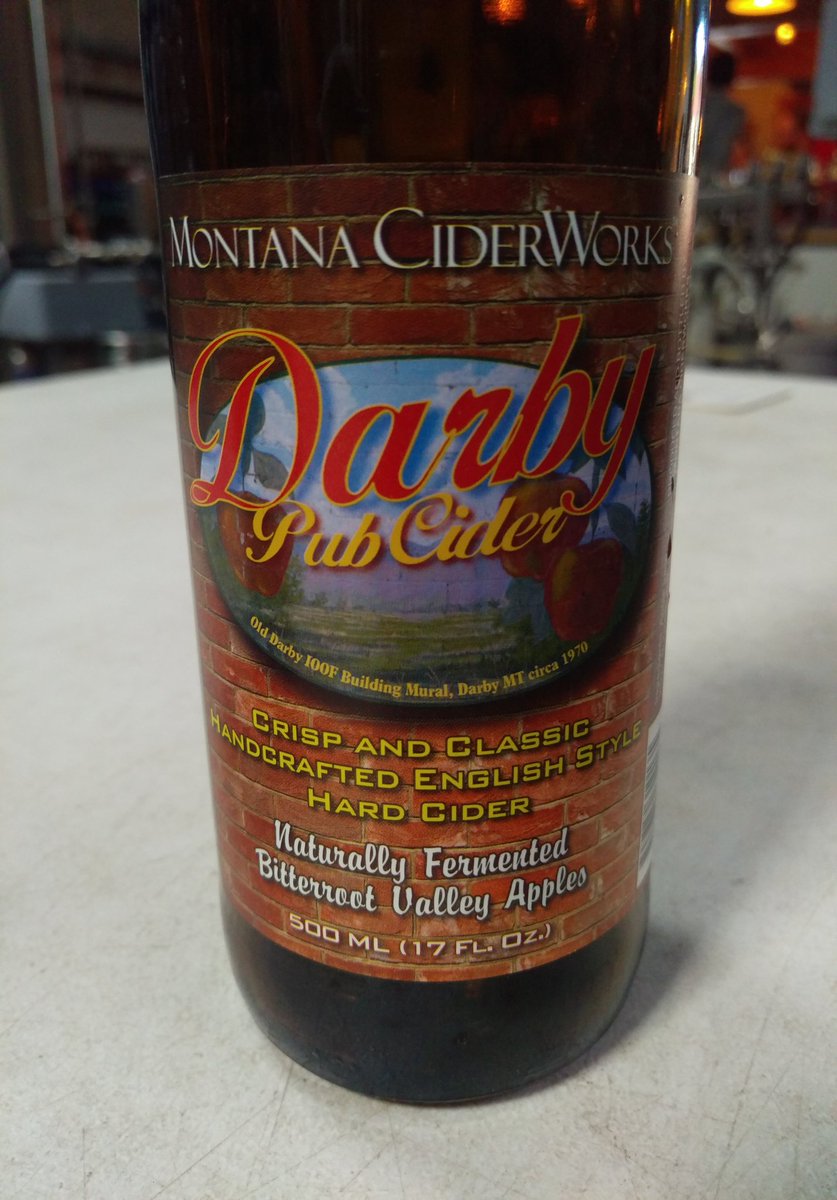 Montana CiderWorks
Darby
Pub Cider
Old Darby IOOF Building Mural, Darby MT circa 1970
Crisp and Classic
Handcrafted English Style
Hard Cider
Naturally Fermented
Bitterroot Valley Apples
500 ML (17 Fl. Oz.)